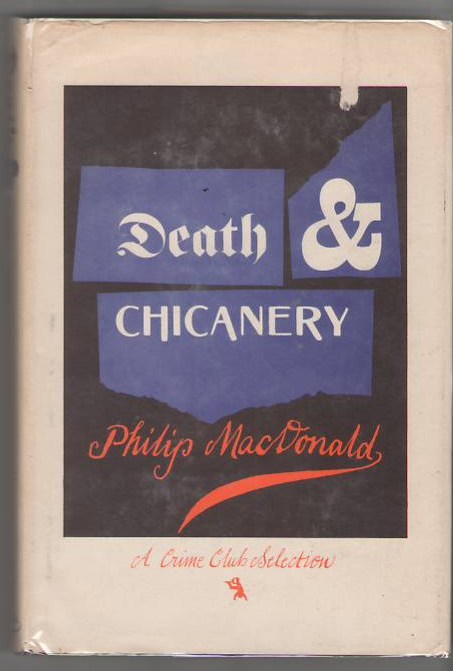 Death &
CHICANERY
Philip MacDonald
A Crime Club Selection